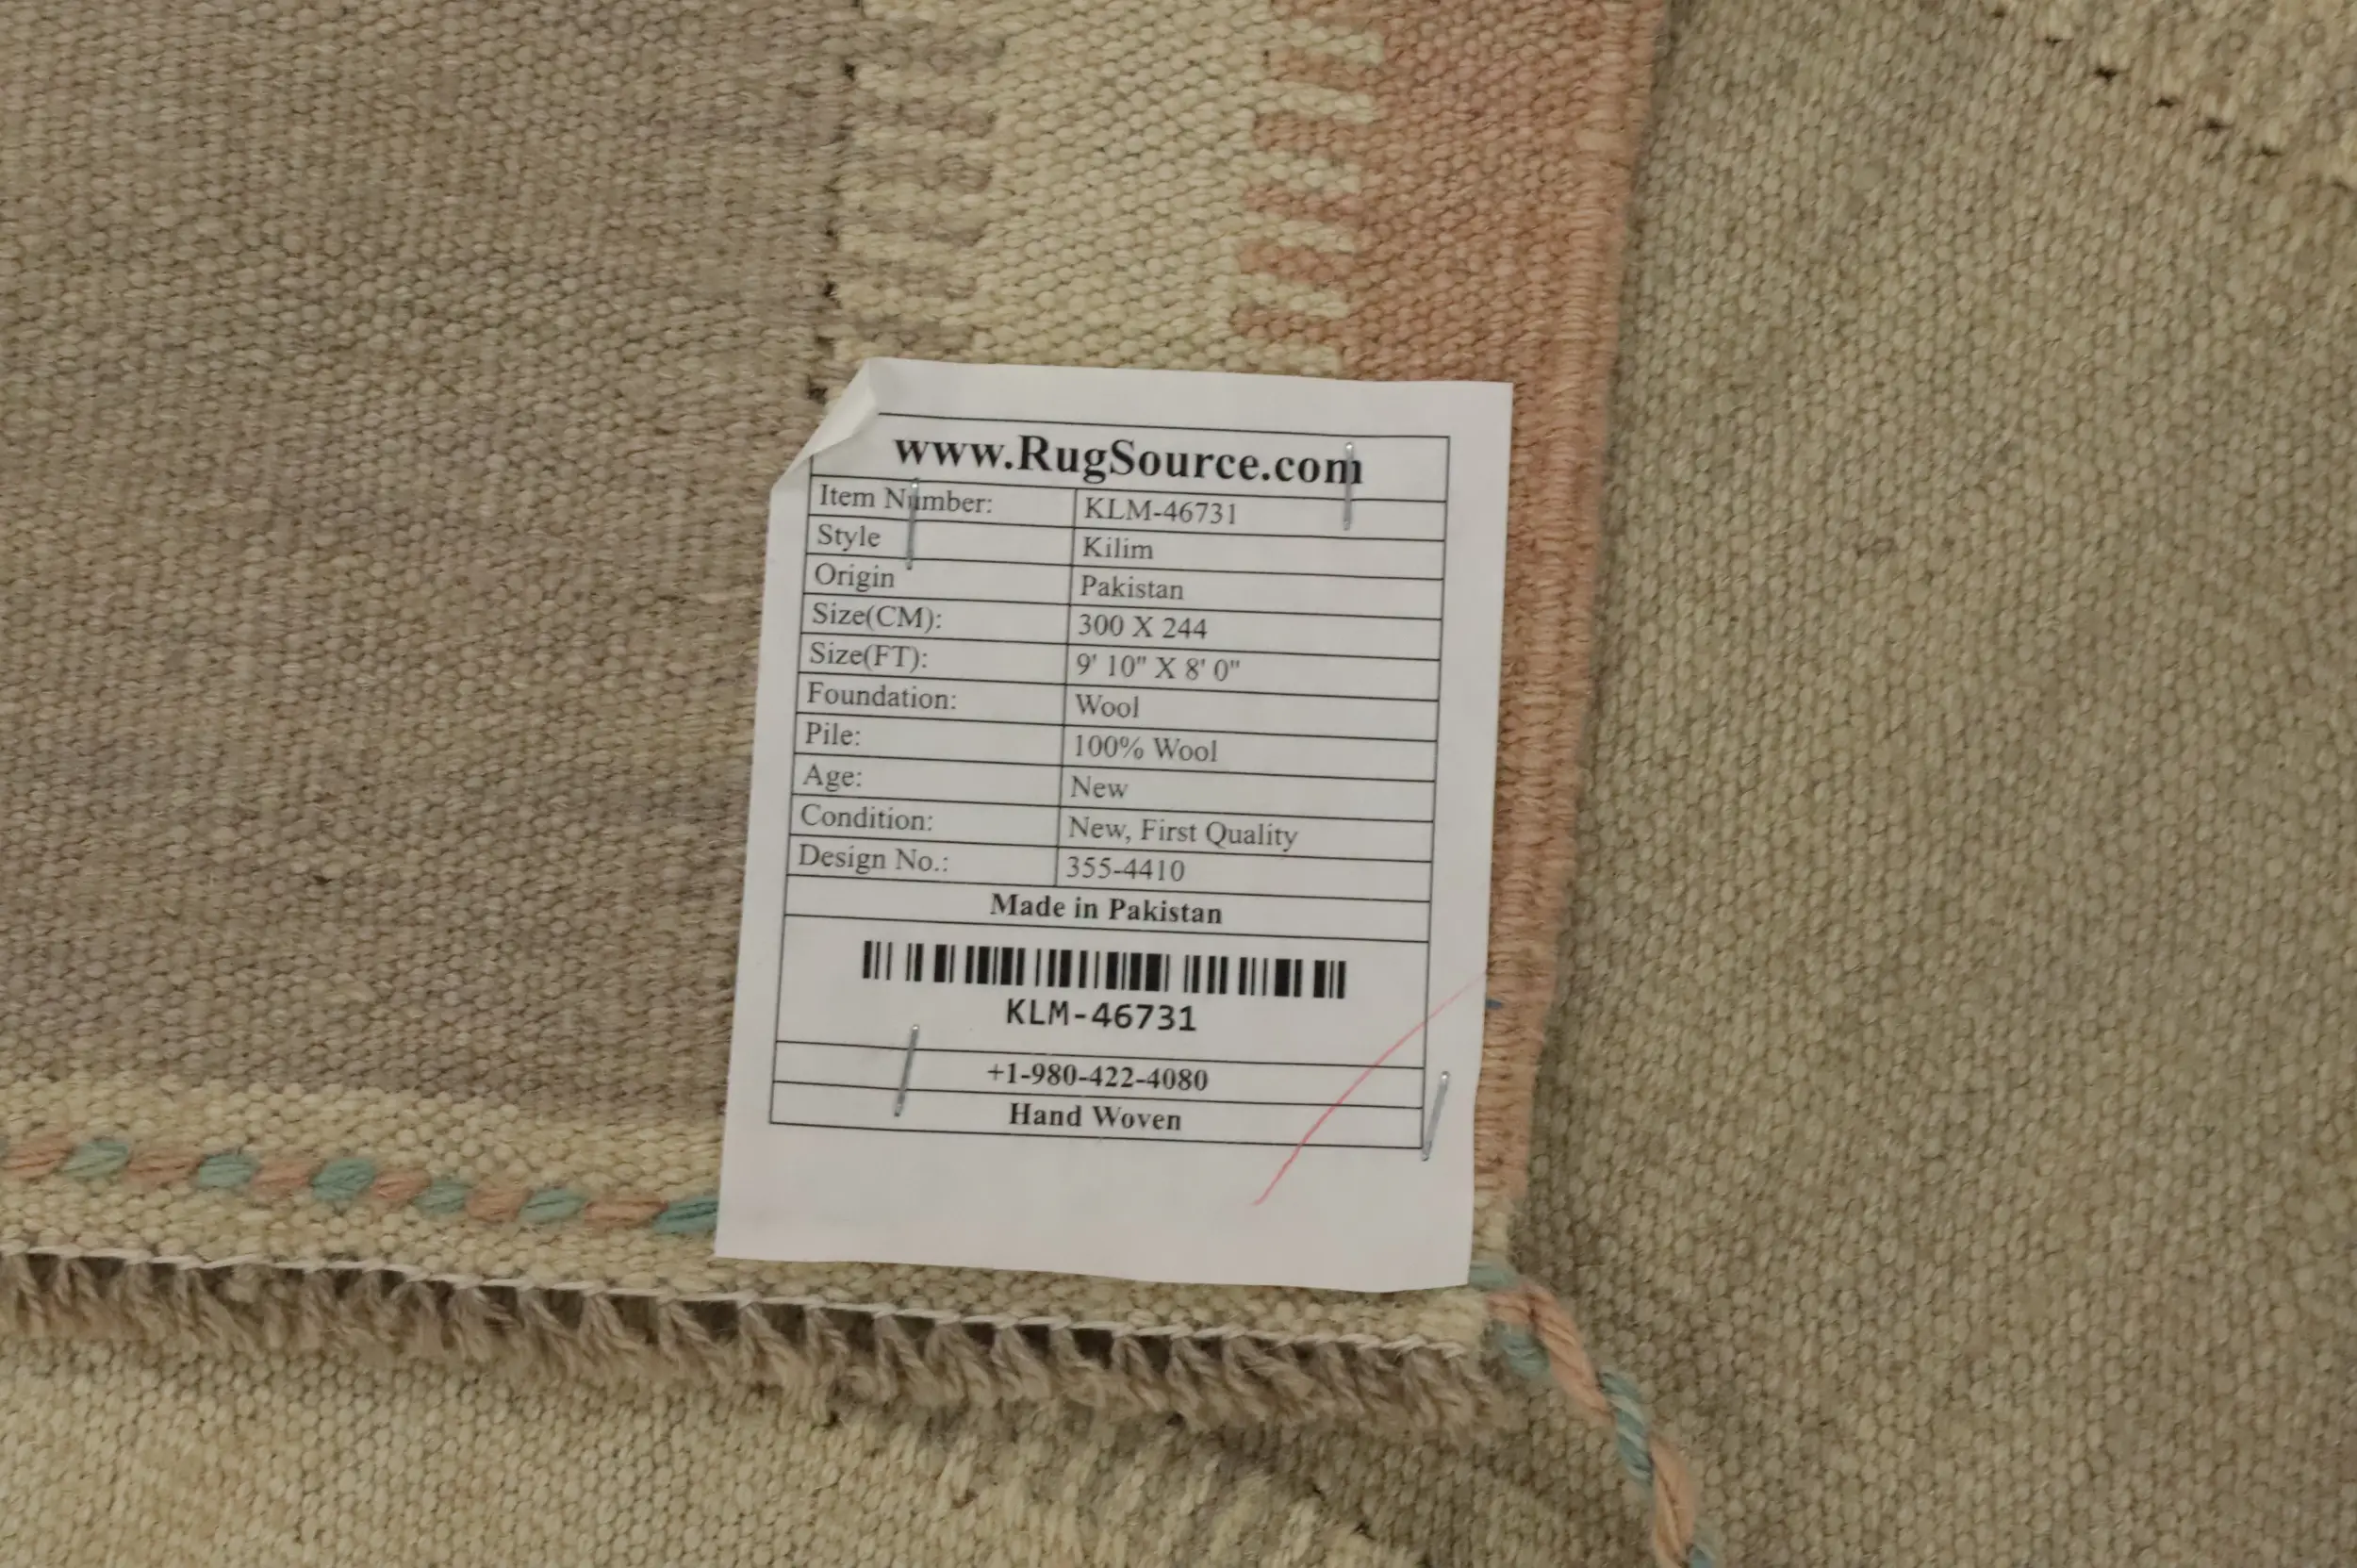 www.RugSource.com
Item Number: KLM-46731
Style Kilim
Origin Pakistan
Size(CM): 300 X 244
Size(FT): 9' 10" X 8' 0"
Foundation: Wool
Pile: 100% Wool
Age: New
Condition: New, First Quality
Design No.: 355-4410
Made in Pakistan
KLM-46731
+1-980-422-4080
Hand Woven